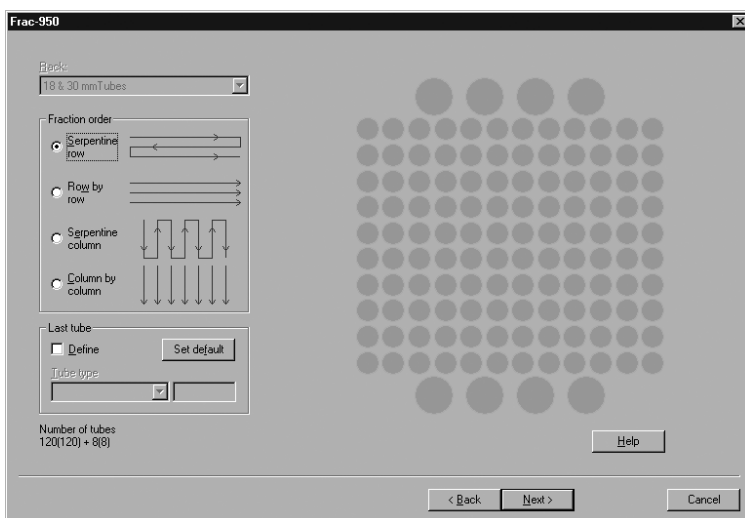 Frac-950
Rack:
18 & 30 mmTubes
Fraction order
Serpentine
row
Row by
row
Serpentine
column
Column by
column
Last tube
Define
Set default
Tube type
Number of tubes
120(120) + 8(8)
Help
< Back
Next >
Cancel